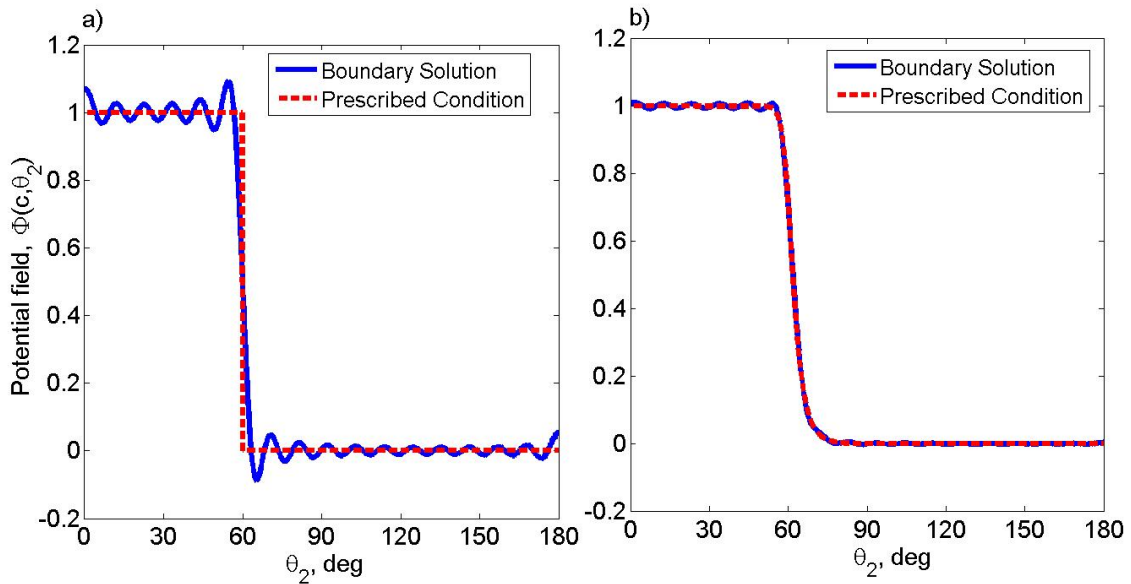 a)
Potential field, Φ(c,θ₂)
1.2
1
0.8
0.6
0.4
0.2
0
-0.2
0 30 60 90 120 150 180
θ₂, deg
Boundary Solution
Prescribed Condition
b)
1.2
1
0.8
0.6
0.4
0.2
0
-0.2
0 30 60 90 120 150 180
θ₂, deg
Boundary Solution
Prescribed Condition